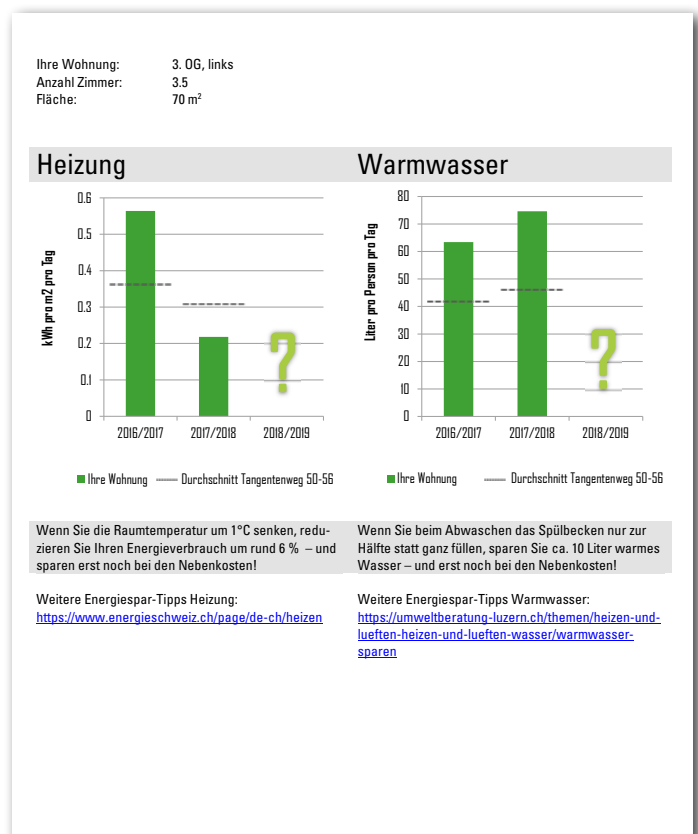 Ihre Wohnung: 3. OG, links
Anzahl Zimmer: 3.5
Fläche: 70 m²
Heizung
0.6
0.5
0.4
0.3
0.2
0.1
0
kWh pro m2 pro Tag
?
2016/2017 2017/2018 2018/2019
Ihre Wohnung Durchschnitt Tangentenweg 50-56
Wenn Sie die Raumtemperatur um 1°C senken, redu-
zieren Sie Ihren Energieverbrauch um rund 6 % – und
sparen erst noch bei den Nebenkosten!
Weitere Energiespar-Tipps Heizung:
https://www.energieschweiz.ch/page/de-ch/heizen
Warmwasser
80
70
60
50
40
30
20
10
0
Liter pro Person pro Tag
?
2016/2017 2017/2018 2018/2019
Ihre Wohnung Durchschnitt Tangentenweg 50-56
Wenn Sie beim Abwaschen das Spülbecken nur zur
Hälfte statt ganz füllen, sparen Sie ca. 10 Liter warmes
Wasser – und erst noch bei den Nebenkosten!
Weitere Energiespar-Tipps Warmwasser:
https://umweltberatung-luzern.ch/themen/heizen-und-
lueften-heizen-und-lueften-wasser/warmwasser-
sparen